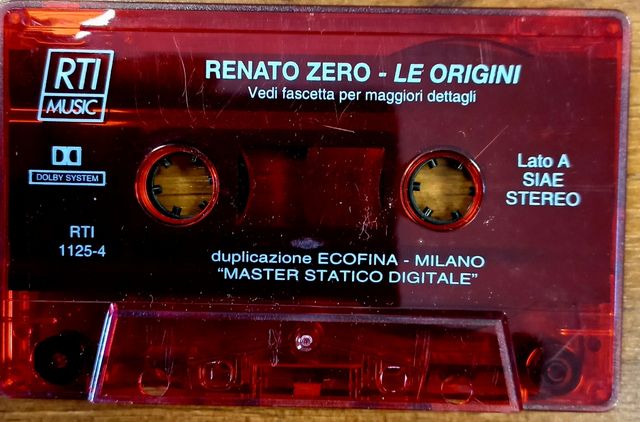 RTI
MUSIC
RENATO ZERO - LE ORIGINI
Vedi fascetta per maggiori dettagli
DOLBY SYSTEM
Lato A
SIAE
STEREO
RTI
1125-4
duplicazione ECOFINA - MILANO
"MASTER STATICO DIGITALE"